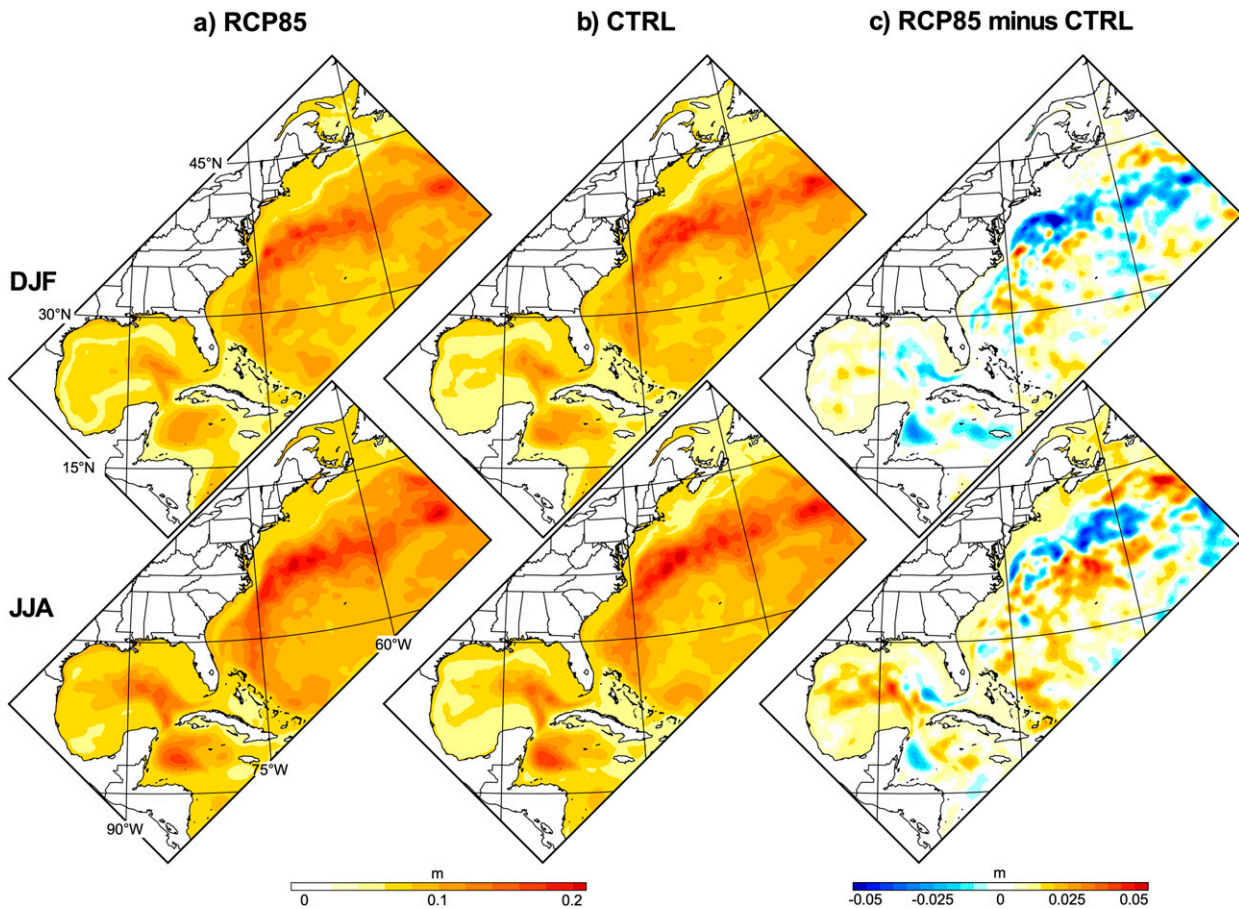 a) RCP85
b) CTRL
c) RCP85 minus CTRL
45°N
DJF
30°N
15°N
JJA
60°W
75°W
90°W
m
0 0.1 0.2
m
-0.05 -0.025 0 0.025 0.05